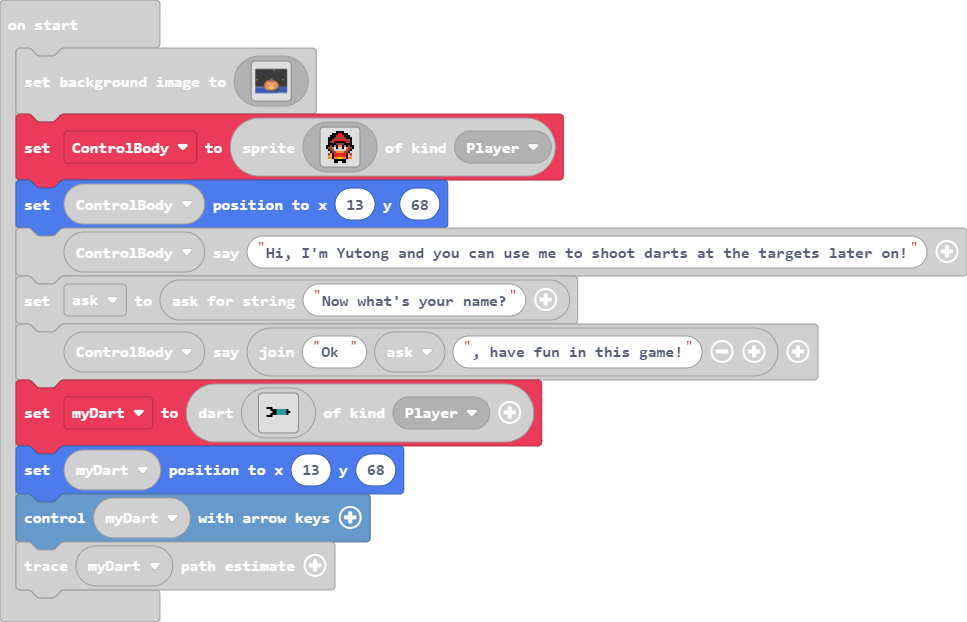 on start
set background image to
set ControlBody to sprite of kind Player
set ControlBody position to x 13 y 68
ControlBody say "Hi, I'm Yutong and you can use me to shoot darts at the targets later on!"
set ask to ask for string "Now what's your name?"
ControlBody say join "Ok " ask ", have fun in this game!"
set myDart to dart of kind Player
set myDart position to x 13 y 68
control myDart with arrow keys
trace myDart path estimate